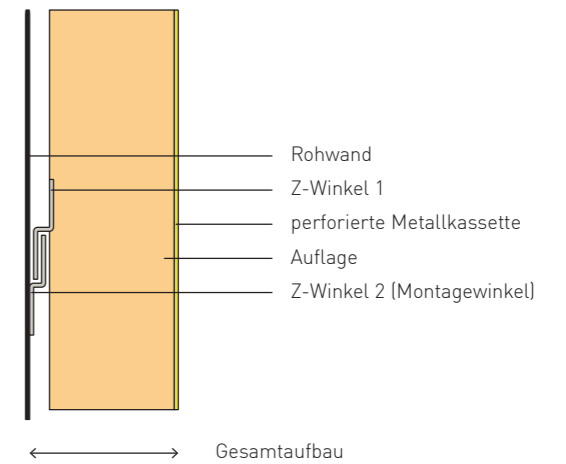 Rohwand
Z-Winkel 1
perforierte Metallkassette
Auflage
Z-Winkel 2 (Montagewinkel)
Gesamtaufbau